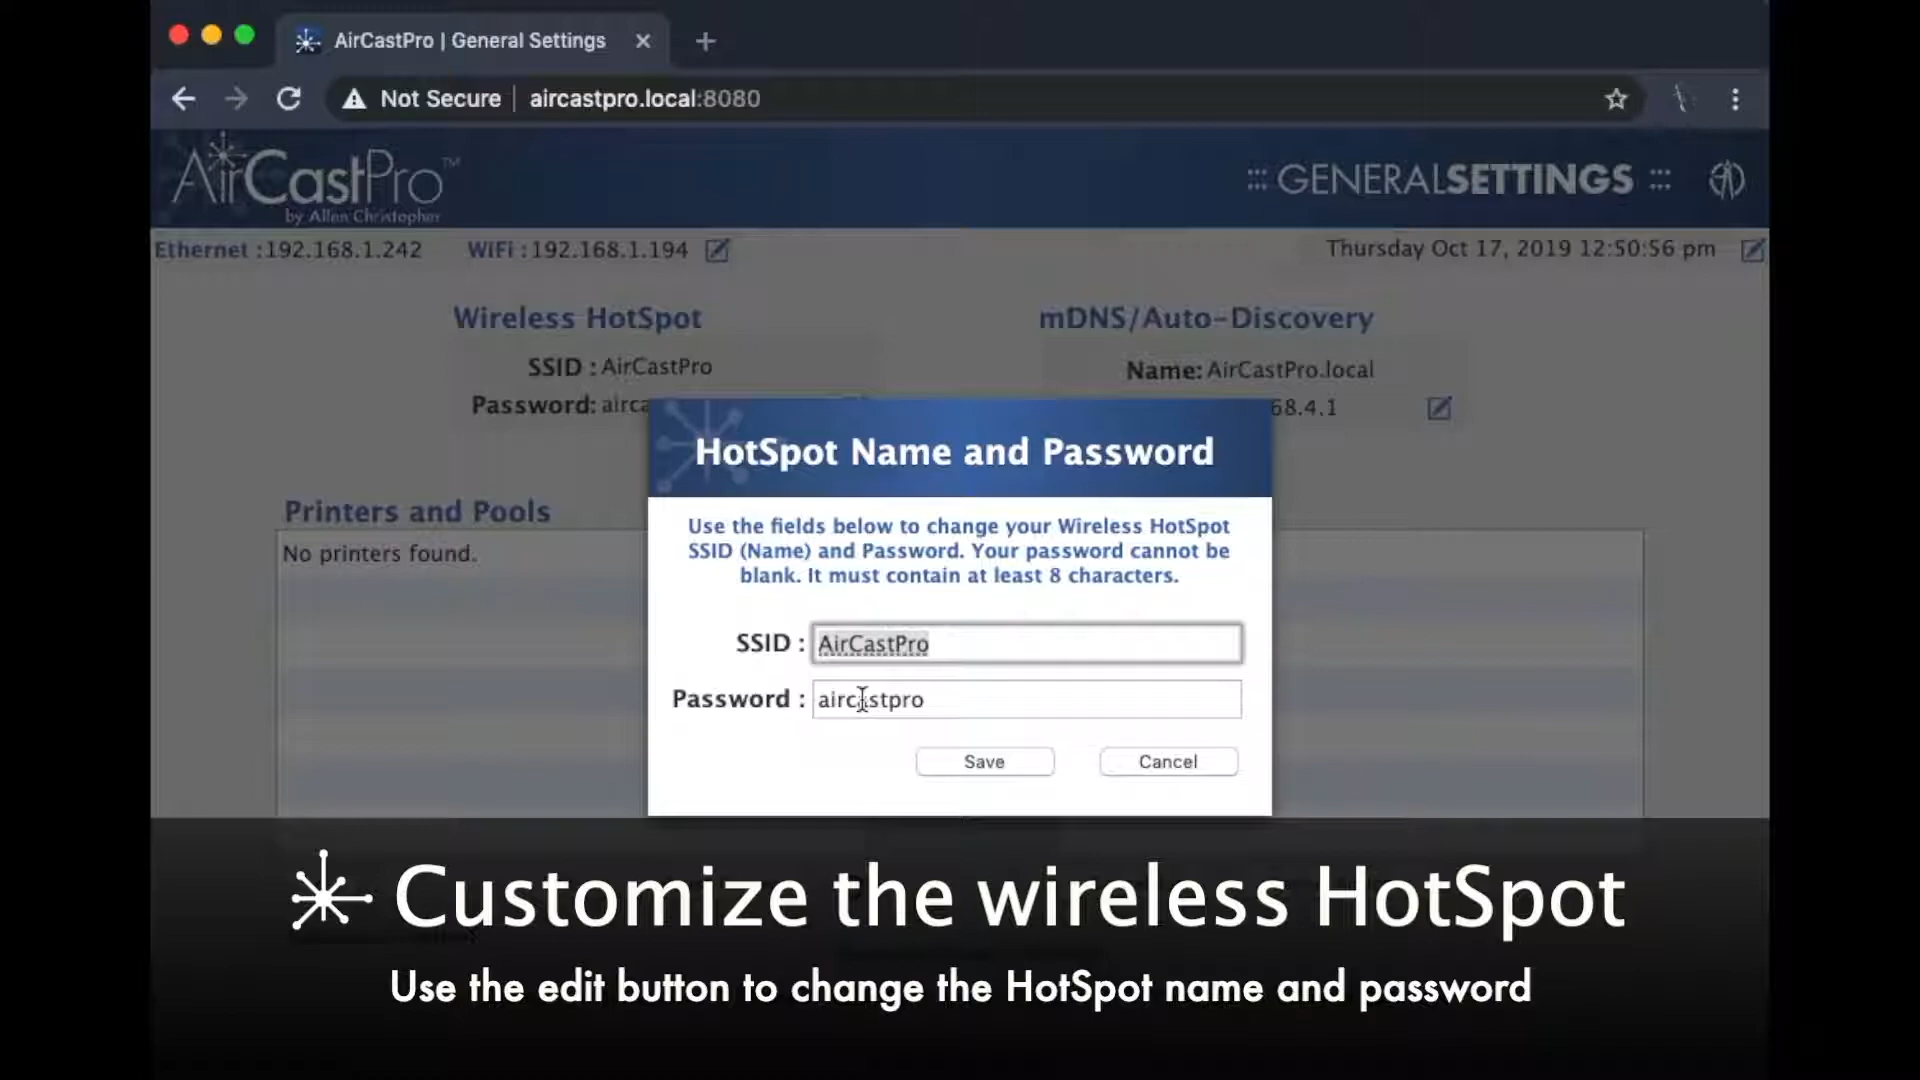 AirCastPro | General Settings
Not Secure | aircastpro.local:8080
AirCastPro™
by Allen Christopher
::: GENERALSETTINGS :::
Ethernet :192.168.1.242 WiFi :192.168.1.194
Thursday Oct 17, 2019 12:50:56 pm
Wireless HotSpot
SSID : AirCastPro
Password: airca
mDNS/Auto-Discovery
Name: AirCastPro.local
68.4.1
Printers and Pools
No printers found.
HotSpot Name and Password
Use the fields below to change your Wireless HotSpot
SSID (Name) and Password. Your password cannot be
blank. It must contain at least 8 characters.
SSID : AirCastPro
Password : aircastpro
Save Cancel
Customize the wireless HotSpot
Use the edit button to change the HotSpot name and password